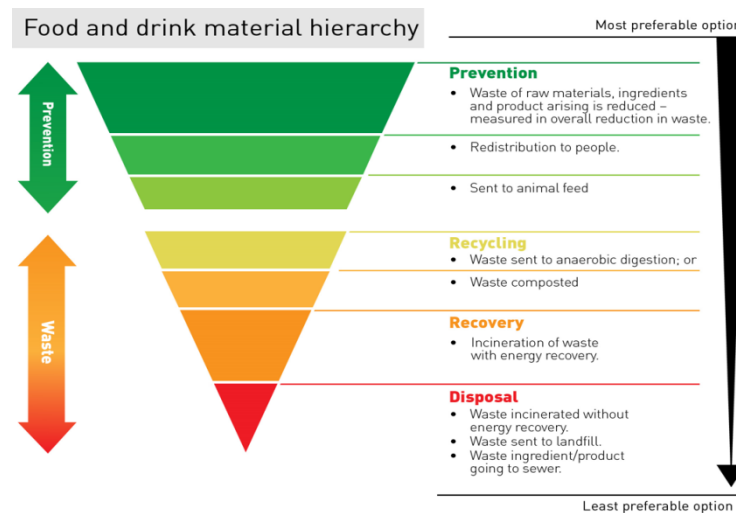 Food and drink material hierarchy
Most preferable option
Prevention
Prevention
• Waste of raw materials, ingredients
and product arising is reduced –
measured in overall reduction in waste.
• Redistribution to people.
• Sent to animal feed
Waste
Recycling
• Waste sent to anaerobic digestion; or
• Waste composted
Recovery
• Incineration of waste
with energy recovery.
Disposal
• Waste incinerated without
energy recovery.
• Waste sent to landfill.
• Waste ingredient/product
going to sewer.
Least preferable option